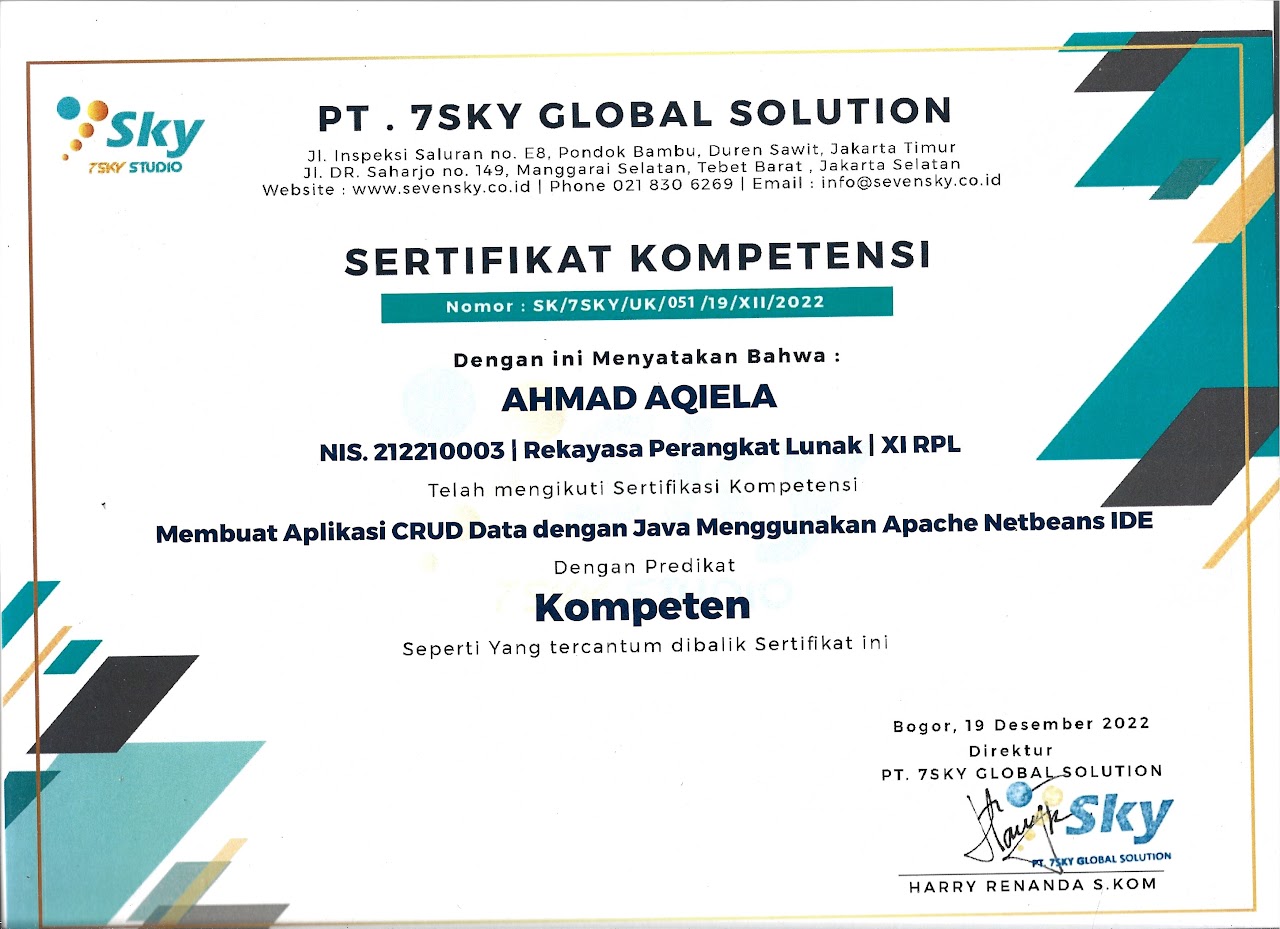 Sky
7SKY STUDIO
PT . 7SKY GLOBAL SOLUTION
Jl. Inspeksi Saluran no. E8, Pondok Bambu, Duren Sawit, Jakarta Timur
Jl. DR. Saharjo no. 149, Manggarai Selatan, Tebet Barat , Jakarta Selatan
Website : www.sevensky.co.id | Phone 021 830 6269 | Email : info@sevensky.co.id
SERTIFIKAT KOMPETENSI
Nomor : SK/7SKY/UK/051 /19/XII/2022
Dengan ini Menyatakan Bahwa :
AHMAD AQIELA
NIS. 212210003 | Rekayasa Perangkat Lunak | XI RPL
Telah mengikuti Sertifikasi Kompetensi
Membuat Aplikasi CRUD Data dengan Java Menggunakan Apache Netbeans IDE
Dengan Predikat
Kompeten
Seperti Yang tercantum dibalik Sertifikat ini
Bogor, 19 Desember 2022
Direktur
PT. 7SKY GLOBAL SOLUTION
Sky
PT. 7SKY GLOBAL SOLUTION
HARRY RENANDA S.KOM